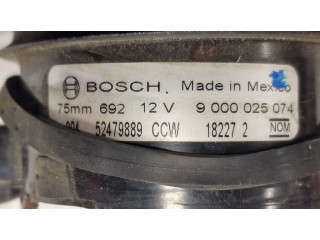 BOSCH. Made in Mexico
75mm 692 12 V 9 000 025 074
52479889 CCW 18227 2 NOM